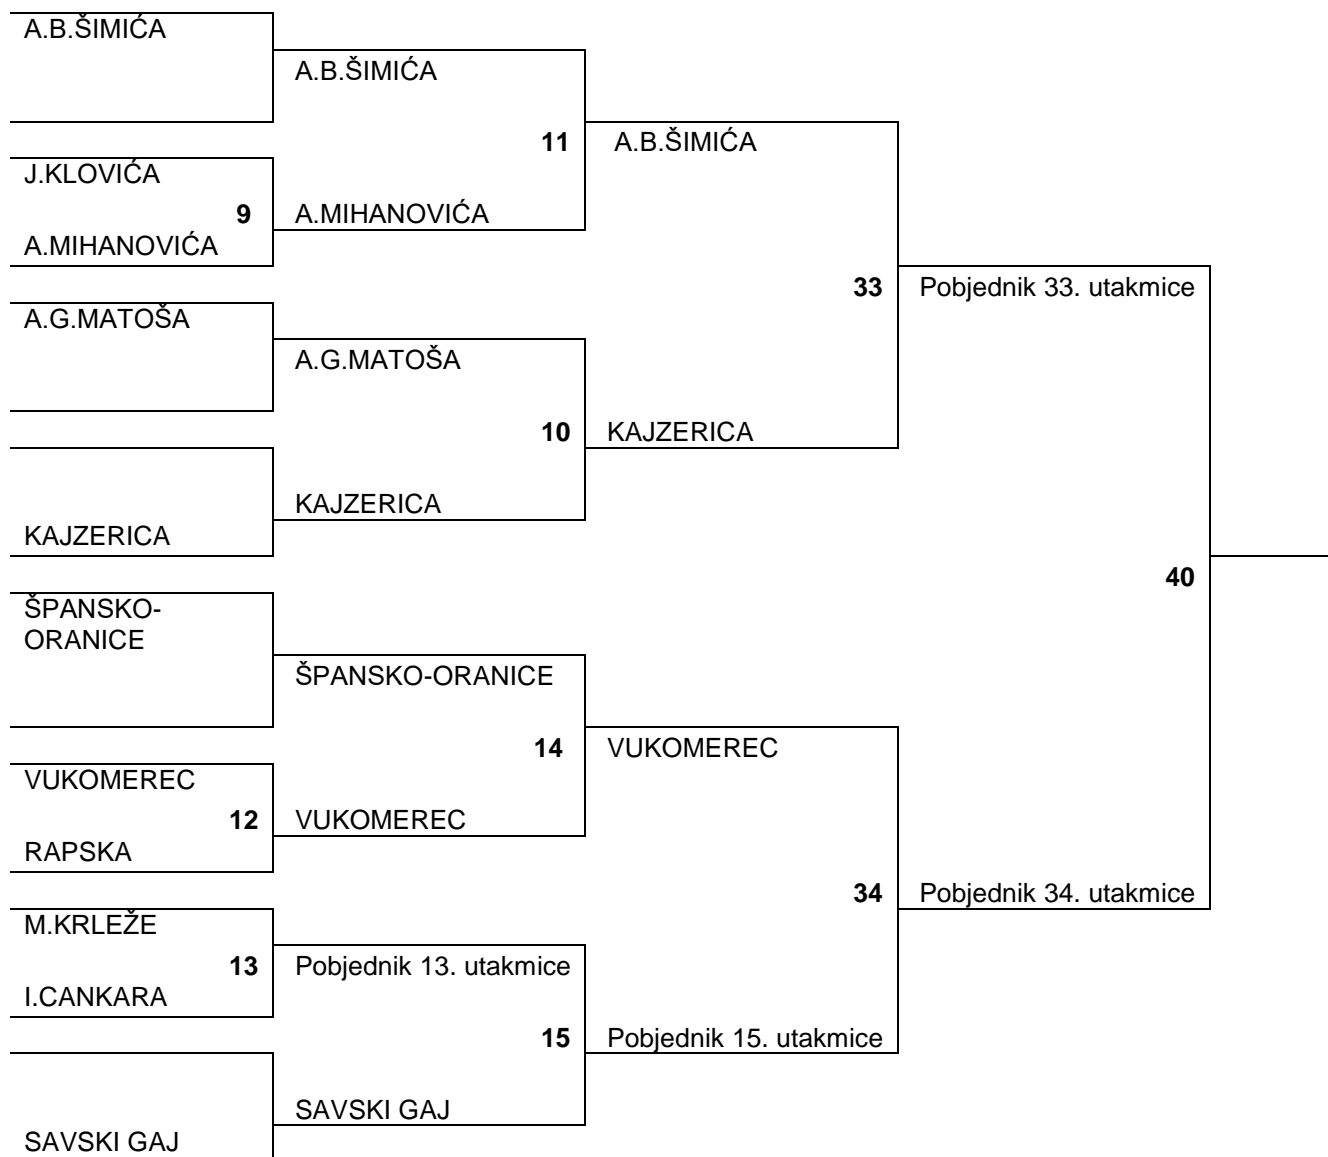 A.B.ŠIMIĆA
A.B.ŠIMIĆA
11
A.B.ŠIMIĆA
J.KLOVIĆA
9
A.MIHANOVIĆA
A.MIHANOVIĆA
33
Pobjednik 33. utakmice
A.G.MATOŠA
A.G.MATOŠA
10
KAJZERICA
KAJZERICA
KAJZERICA
40
ŠPANSKO-
ORANICE
ŠPANSKO-ORANICE
14
VUKOMEREC
VUKOMEREC
12
VUKOMEREC
RAPSKA
34
Pobjednik 34. utakmice
M.KRLEŽE
13
Pobjednik 13. utakmice
I.CANKARA
15
Pobjednik 15. utakmice
SAVSKI GAJ
SAVSKI GAJ